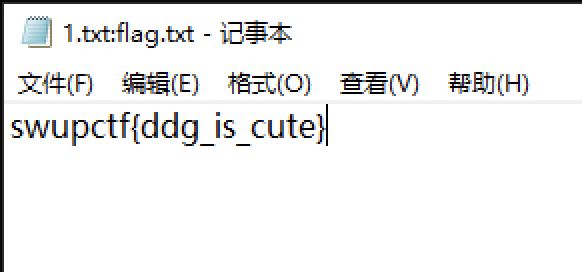 1.txt:flag.txt - 记事本
文件(F) 编辑(E) 格式(O) 查看(V) 帮助(H)
swupctf{ddg_is_cute}